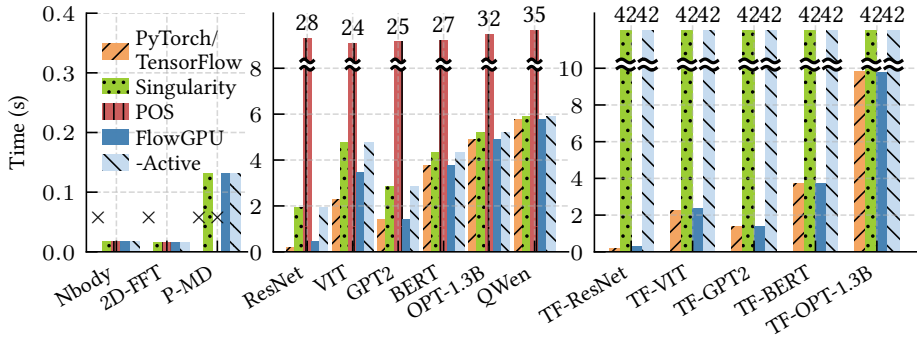 Time (s)
0.4
0.3
0.2
0.1
0.0
PyTorch/
TensorFlow
Singularity
POS
FlowGPU
-Active
× × × ×
Nbody
2D-FFT
P-MD
28 24 25 27 32 35
8
6
4
2
0
ResNet
VIT
GPT2
BERT
OPT-1.3B
QWen
4242 4242 4242 4242 4242
10
8
6
4
2
0
TF-ResNet
TF-VIT
TF-GPT2
TF-BERT
TF-OPT-1.3B